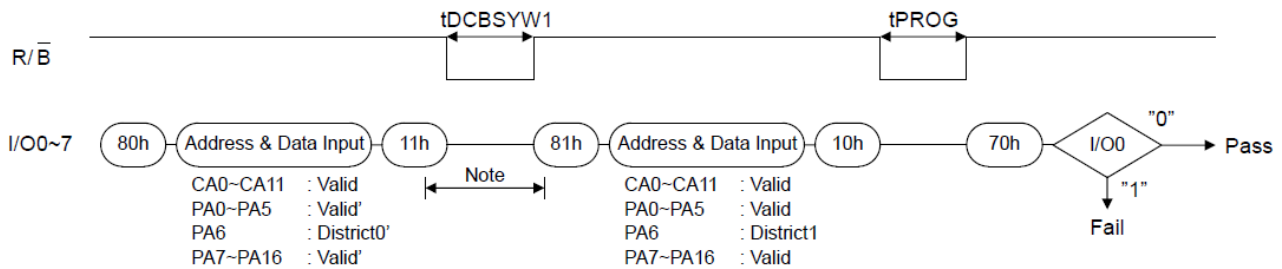 tDCBSYW1 tPROG
R/B̅
I/O0~7 80h Address & Data Input 11h 81h Address & Data Input 10h 70h I/O0 "0" Pass
Note
"1"
Fail
CA0~CA11 : Valid
PA0~PA5 : Valid'
PA6 : District0'
PA7~PA16 : Valid'
CA0~CA11 : Valid
PA0~PA5 : Valid
PA6 : District1
PA7~PA16 : Valid